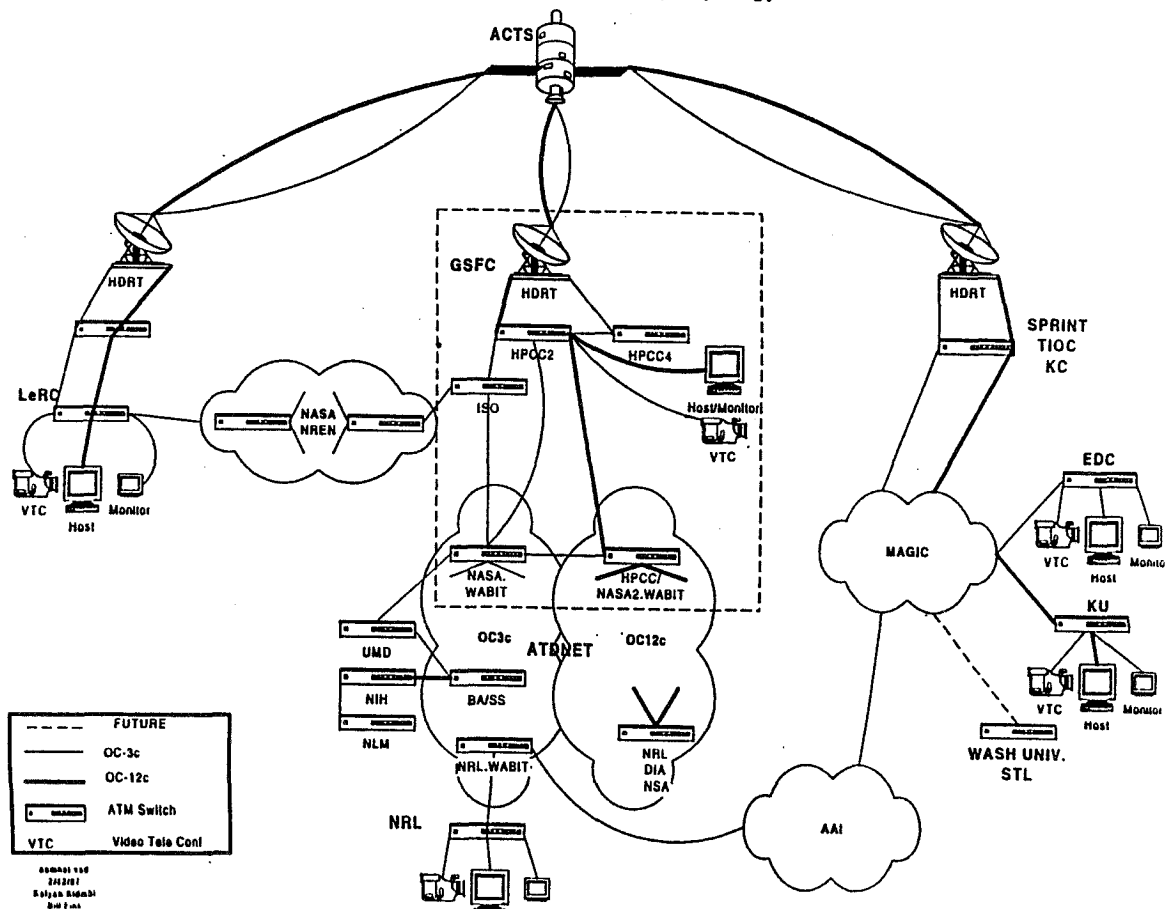 ACTS
GSFC
HDRT
HDRT
HDRT
HPCC2
HPCC4
SPRINT
TIOC
KC
LeRC
NASA
NREN
ISO
Host/Monitor
VTC
VTC
Host
Monitor
EDC
VTC
Host
MAGIC
NASA.
WABIT
HPCC/
NASA2.WABIT
KU
VTC
Host
Monitor
OC3c
OC12c
ATDNET
UMD
NIH
BA/SS
NLM
NRL.WABIT
NRL
DIA
NSA
WASH UNIV.
STL
AAI
NRL
FUTURE
OC-3c
OC-12c
ATM Switch
VTC
Video Tele Conf